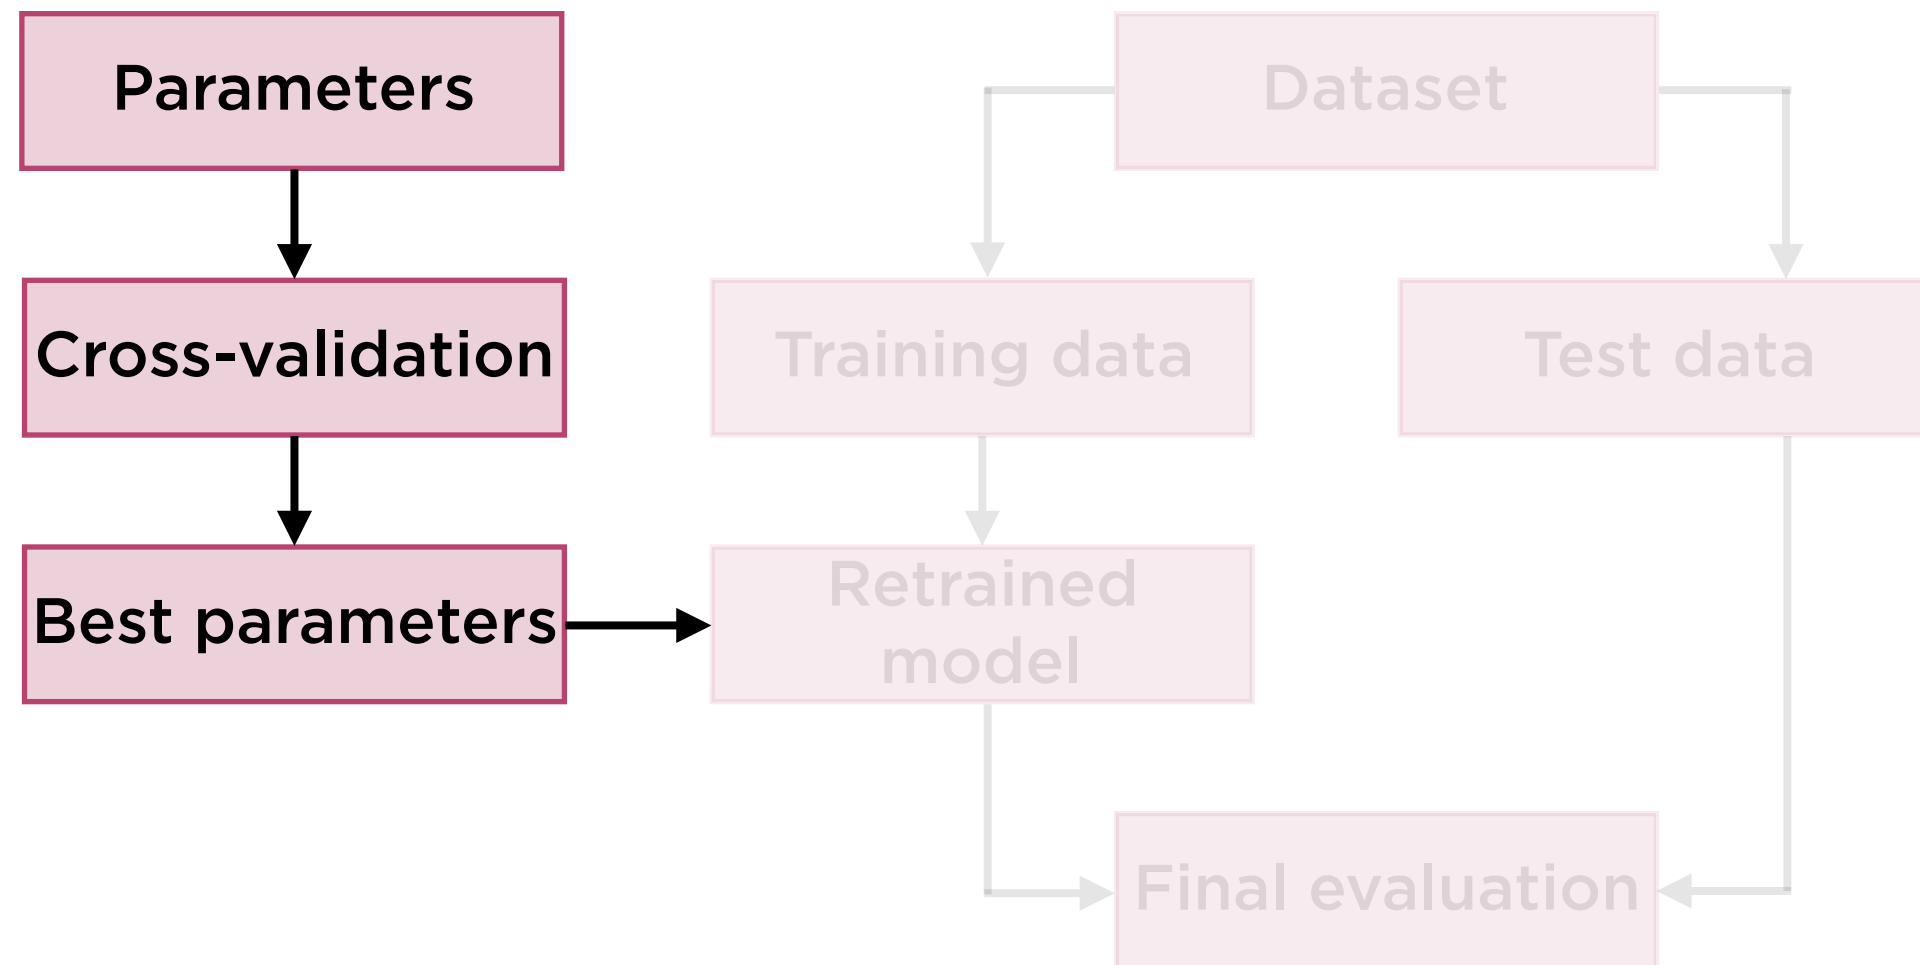 Parameters
Dataset
Cross-validation
Training data
Test data
Best parameters
Retrained
model
Final evaluation